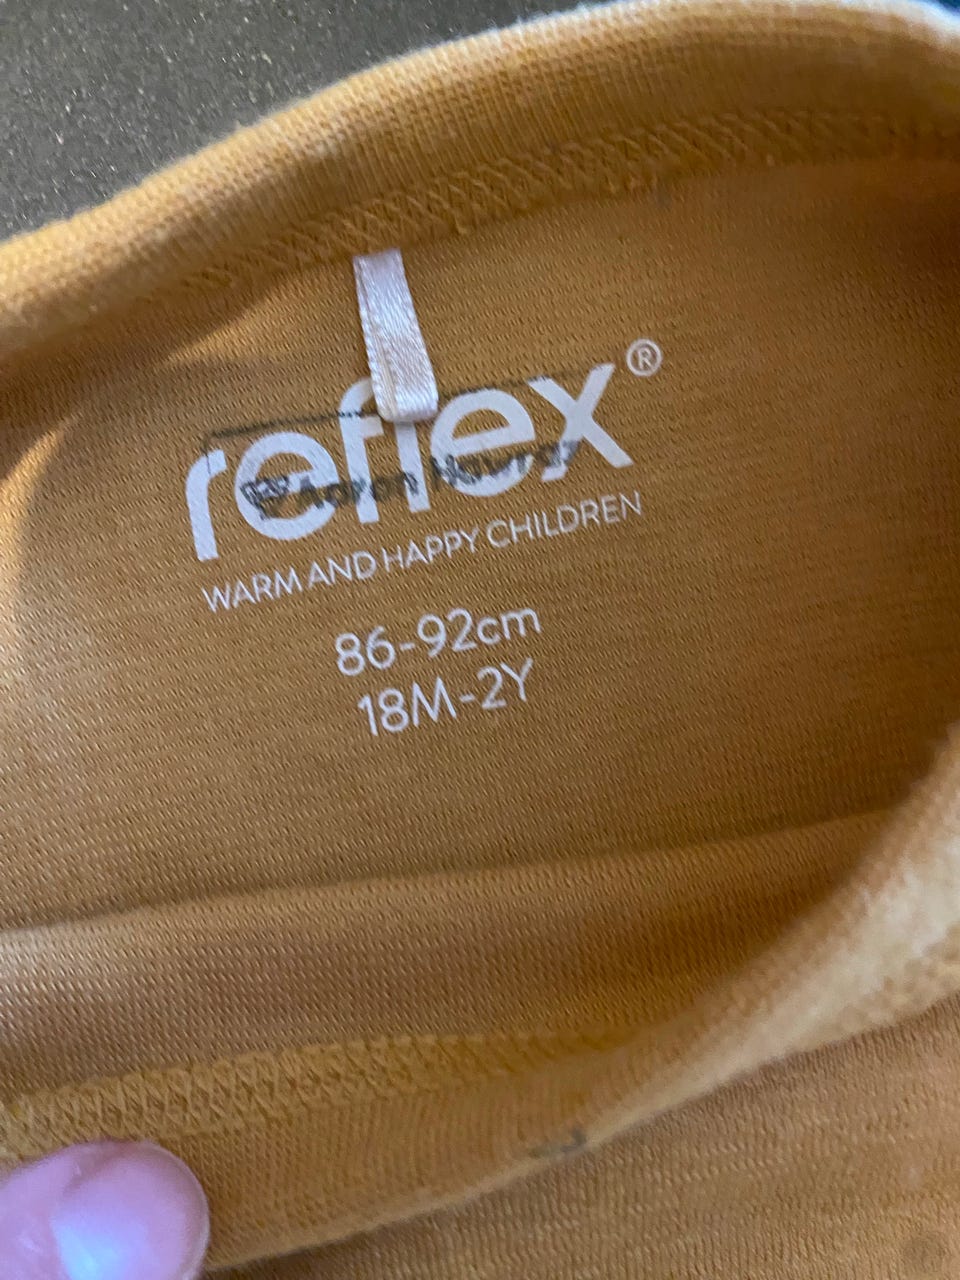 reflex®
WARM AND HAPPY CHILDREN
86-92cm
18M-2Y